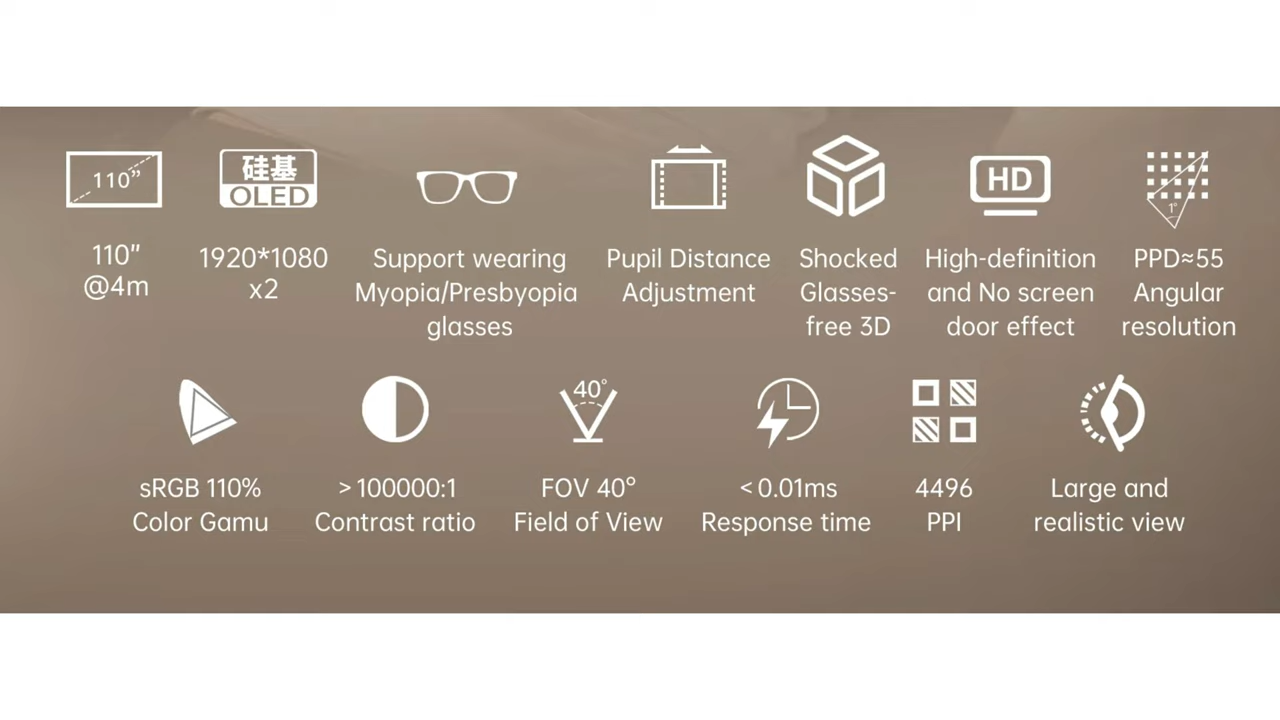 110”
硅基
OLED
HD
1°
110”
@4m
1920*1080
x2
Support wearing
Myopia/Presbyopia
glasses
Pupil Distance
Adjustment
Shocked
Glasses-
free 3D
High-definition
and No screen
door effect
PPD≈55
Angular
resolution
40°
sRGB 110%
Color Gamu
>100000:1
Contrast ratio
FOV 40°
Field of View
<0.01ms
Response time
4496
PPI
Large and
realistic view